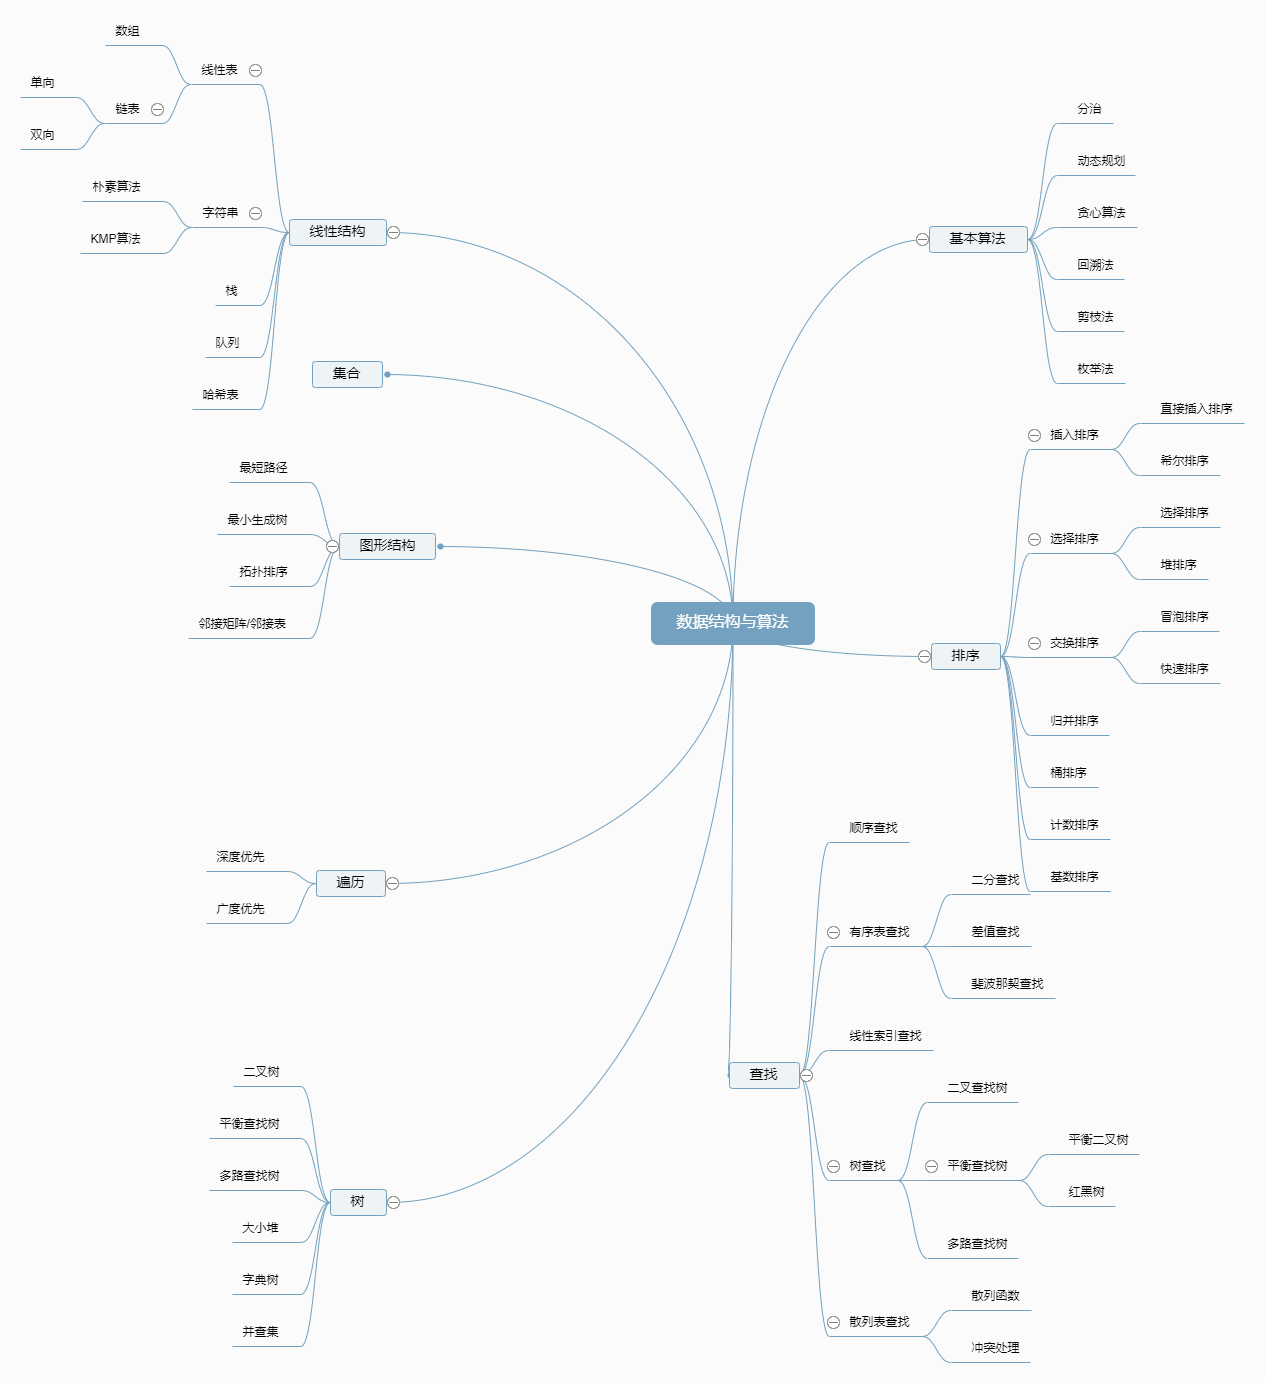 数据结构与算法
线性结构
线性表
数组
链表
单向
双向
字符串
朴素算法
KMP算法
栈
队列
哈希表
集合
图形结构
最短路径
最小生成树
拓扑排序
邻接矩阵/邻接表
遍历
深度优先
广度优先
树
二叉树
平衡查找树
多路查找树
大小堆
字典树
并查集
基本算法
分治
动态规划
贪心算法
回溯法
剪枝法
枚举法
排序
插入排序
直接插入排序
希尔排序
选择排序
选择排序
堆排序
交换排序
冒泡排序
快速排序
归并排序
桶排序
计数排序
基数排序
查找
顺序查找
有序表查找
二分查找
差值查找
斐波那契查找
线性索引查找
树查找
二叉查找树
平衡查找树
平衡二叉树
红黑树
多路查找树
散列表查找
散列函数
冲突处理